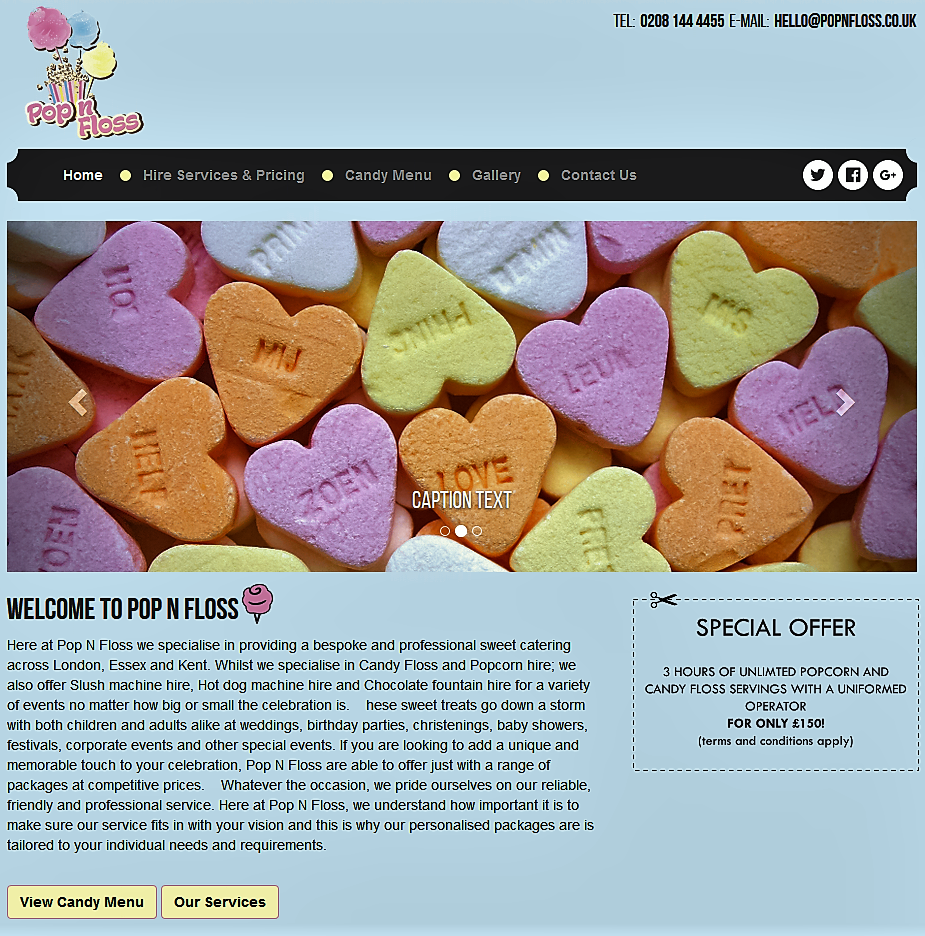 TEL: 0208 144 4455 E-MAIL: HELLO@POPNFLOSS.CO.UK
Pop n
Floss
Home
Hire Services & Pricing
Candy Menu
Gallery
Contact Us
HOI
MIJ
FIJNE
LEUK
MIS
ZOEN
LOVE
CAPTION TEXT
WELCOME TO POP N FLOSS
Here at Pop N Floss we specialise in providing a bespoke and professional sweet catering
across London, Essex and Kent. Whilst we specialise in Candy Floss and Popcorn hire; we
also offer Slush machine hire, Hot dog machine hire and Chocolate fountain hire for a variety
of events no matter how big or small the celebration is. hese sweet treats go down a storm
with both children and adults alike at weddings, birthday parties, christenings, baby showers,
festivals, corporate events and other special events. If you are looking to add a unique and
memorable touch to your celebration, Pop N Floss are able to offer just with a range of
packages at competitive prices. Whatever the occasion, we pride ourselves on our reliable,
friendly and professional service. Here at Pop N Floss, we understand how important it is to
make sure our service fits in with your vision and this is why our personalised packages are is
tailored to your individual needs and requirements.
View Candy Menu
Our Services
SPECIAL OFFER
3 HOURS OF UNLIMTED POPCORN AND
CANDY FLOSS SERVINGS WITH A UNIFORMED
OPERATOR
FOR ONLY £150!
(terms and conditions apply)